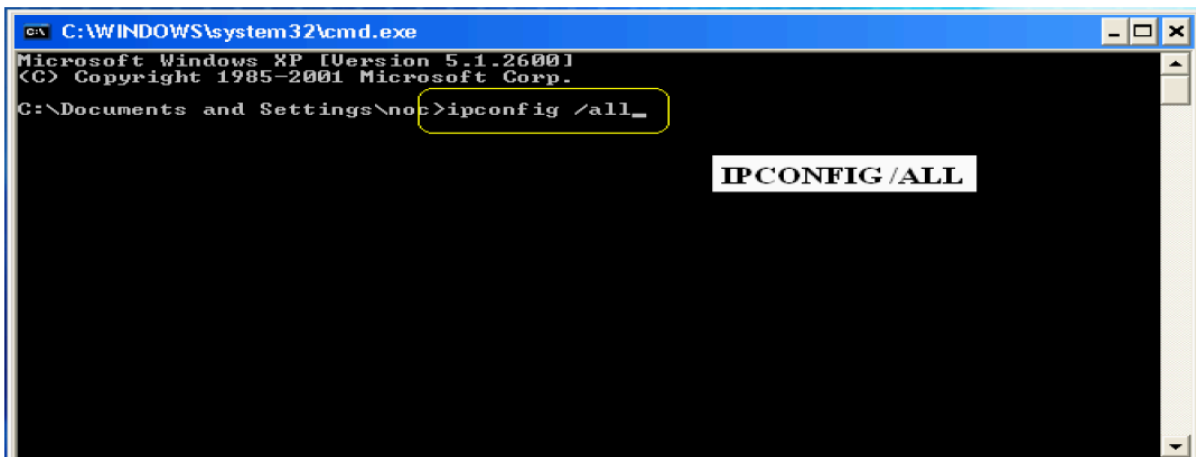 C:\WINDOWS\system32\cmd.exe
Microsoft Windows XP [Version 5.1.2600]
(C) Copyright 1985-2001 Microsoft Corp.
C:\Documents and Settings\noc>ipconfig /all_
IPCONFIG /ALL